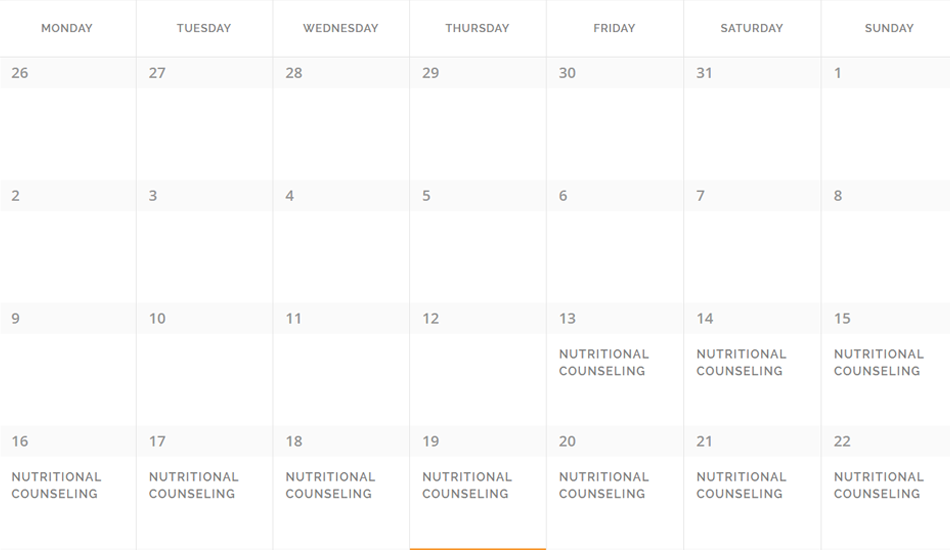 MONDAY TUESDAY WEDNESDAY THURSDAY FRIDAY SATURDAY SUNDAY
26 27 28 29 30 31 1
2 3 4 5 6 7 8
9 10 11 12 13 14 15
NUTRITIONAL NUTRITIONAL NUTRITIONAL
COUNSELING COUNSELING COUNSELING
16 17 18 19 20 21 22
NUTRITIONAL NUTRITIONAL NUTRITIONAL NUTRITIONAL NUTRITIONAL NUTRITIONAL NUTRITIONAL
COUNSELING COUNSELING COUNSELING COUNSELING COUNSELING COUNSELING COUNSELING